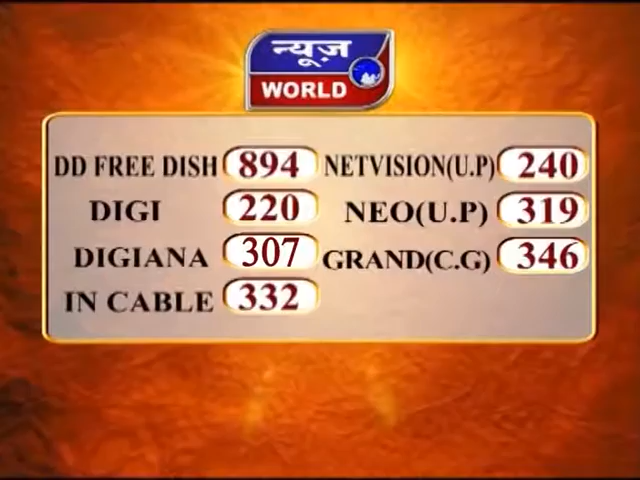 न्यूज़
WORLD
DD FREE DISH 894 NETVISION(U.P) 240
DIGI 220 NEO(U.P) 319
DIGIANA 307 GRAND(C.G) 346
IN CABLE 332